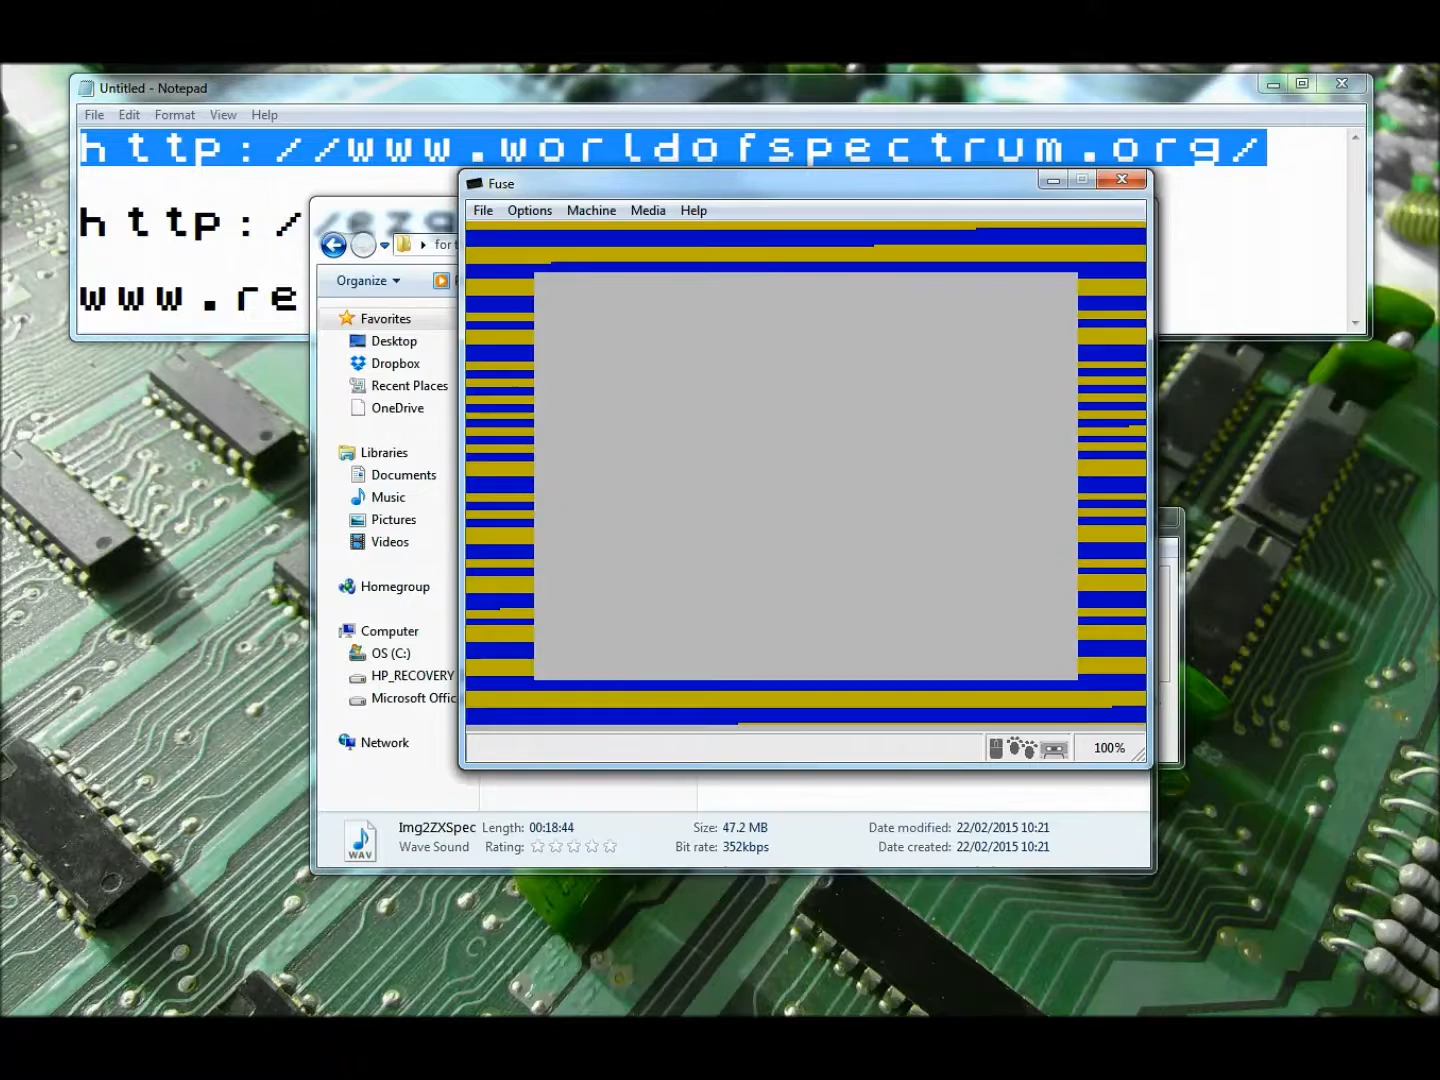 Untitled - Notepad
File Edit Format View Help
http://www.worldofspectrum.org/
http:/
www.re
Fuse
File Options Machine Media Help
for t
Organize
Favorites
Desktop
Dropbox
Recent Places
OneDrive
Libraries
Documents
Music
Pictures
Videos
Homegroup
Computer
OS (C:)
HP_RECOVERY
Microsoft Offic
Network
100%
WAV
Img2ZXSpec Length: 00:18:44 Size: 47.2 MB Date modified: 22/02/2015 10:21
Wave Sound Rating: Bit rate: 352kbps Date created: 22/02/2015 10:21